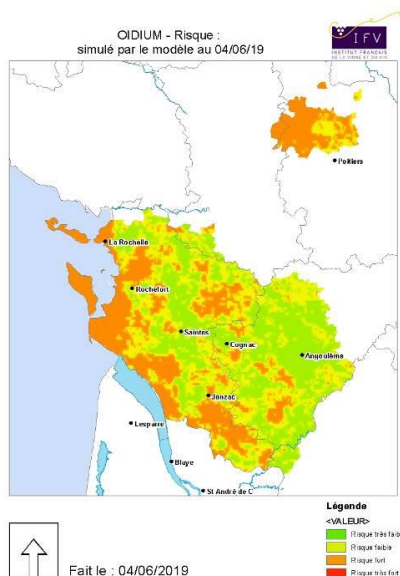 OIDIUM - Risque :
simulé par le modèle au 04/06/19
IFV
INSTITUT FRANÇAIS
DE LA VIGNE ET DU VIN
Poitiers
La Rochelle
Rochefort
Saintes
Cognac
Angoulême
Jonzac
Lesparre
Blaye
St André de C
Légende
<VALEUR>
Risque très faib
Risque faible
Risque fort
Risque très fort
Fait le : 04/06/2019